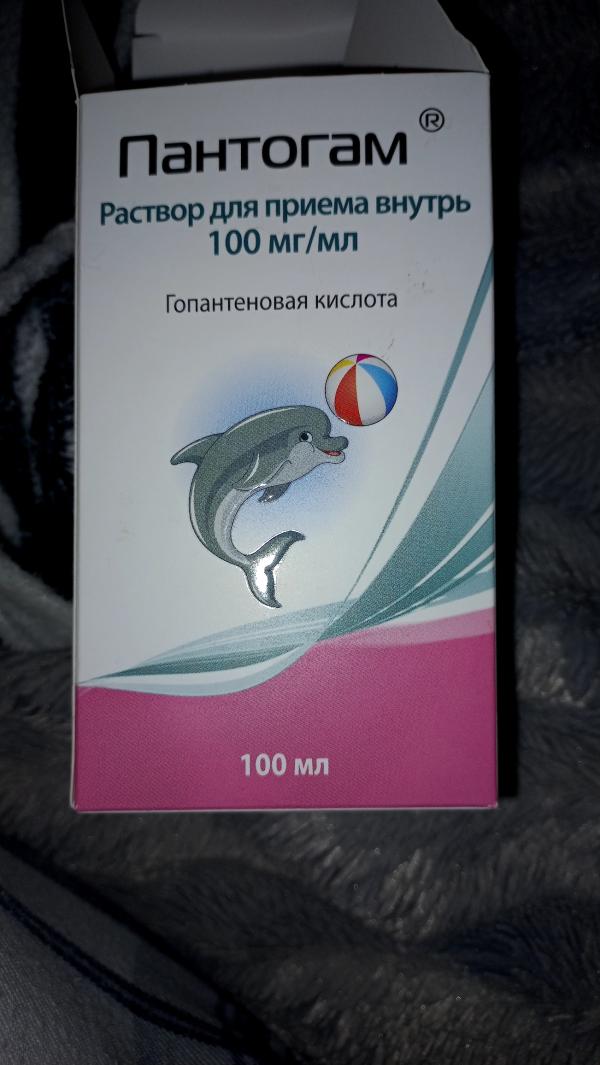 Пантогам ®
Раствор для приема внутрь
100 мг/мл
Гопантеновая кислота
100 мл